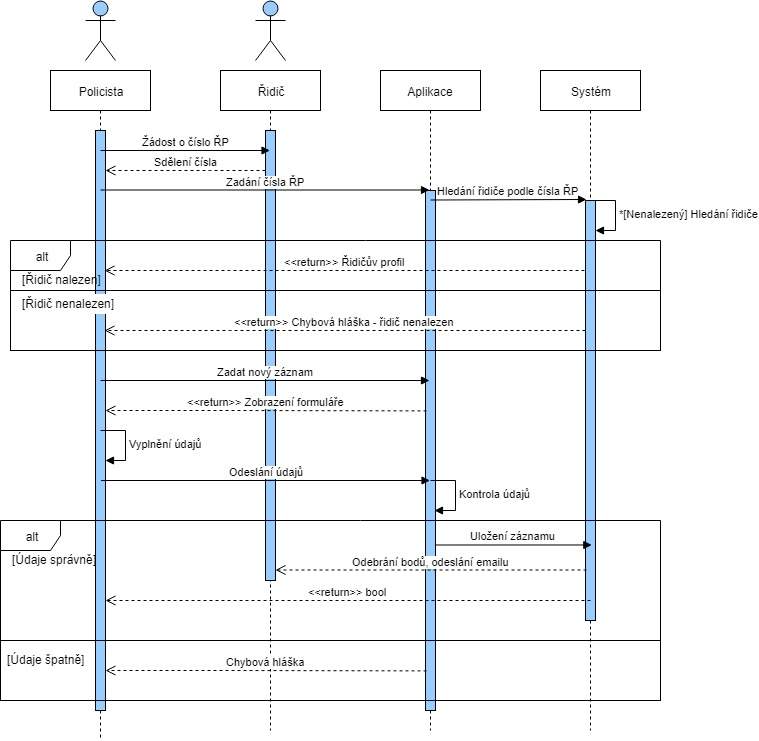 Policista
Řidič
Aplikace
Systém
Žádost o číslo ŘP
Sdělení čísla
Zadání čísla ŘP
Hledání řidiče podle čísla ŘP
*[Nenalezený] Hledání řidiče
alt
<<return>> Řidičův profil
[Řidič nalezen]
[Řidič nenalezen]
<<return>> Chybová hláška - řidič nenalezen
Zadat nový záznam
<<return>> Zobrazení formuláře
Vyplnění údajů
Odeslání údajů
Kontrola údajů
alt
Uložení záznamu
[Údaje správně]
Odebrání bodů, odeslání emailu
<<return>> bool
[Údaje špatně]
Chybová hláška